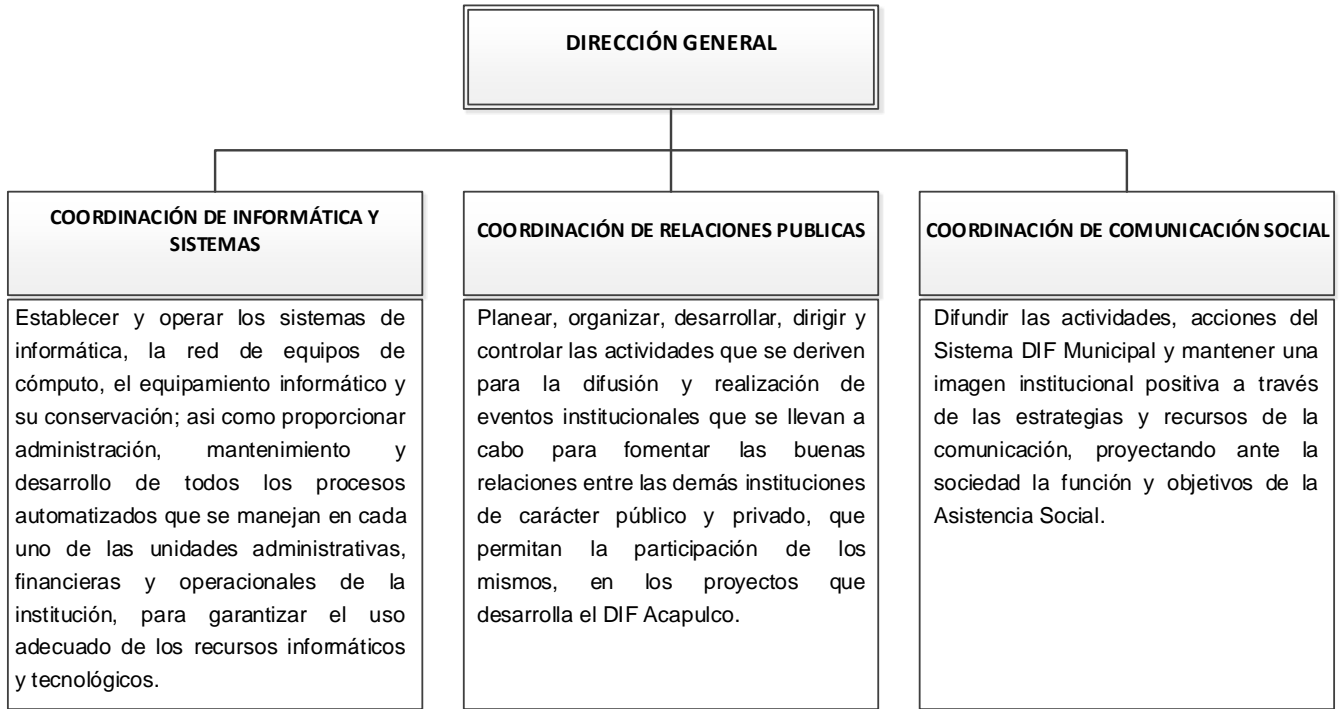 DIRECCIÓN GENERAL
COORDINACIÓN DE INFORMÁTICA Y
SISTEMAS
Establecer y operar los sistemas de
informática, la red de equipos de
cómputo, el equipamiento informático y
su conservación; asi como proporcionar
administración, mantenimiento y
desarrollo de todos los procesos
automatizados que se manejan en cada
uno de las unidades administrativas,
financieras y operacionales de la
institución, para garantizar el uso
adecuado de los recursos informáticos
y tecnológicos.
COORDINACIÓN DE RELACIONES PUBLICAS
Planear, organizar, desarrollar, dirigir y
controlar las actividades que se deriven
para la difusión y realización de
eventos institucionales que se llevan a
cabo para fomentar las buenas
relaciones entre las demás instituciones
de carácter público y privado, que
permitan la participación de los
mismos, en los proyectos que
desarrolla el DIF Acapulco.
COORDINACIÓN DE COMUNICACIÓN SOCIAL
Difundir las actividades, acciones del
Sistema DIF Municipal y mantener una
imagen institucional positiva a través
de las estrategias y recursos de la
comunicación, proyectando ante la
sociedad la función y objetivos de la
Asistencia Social.